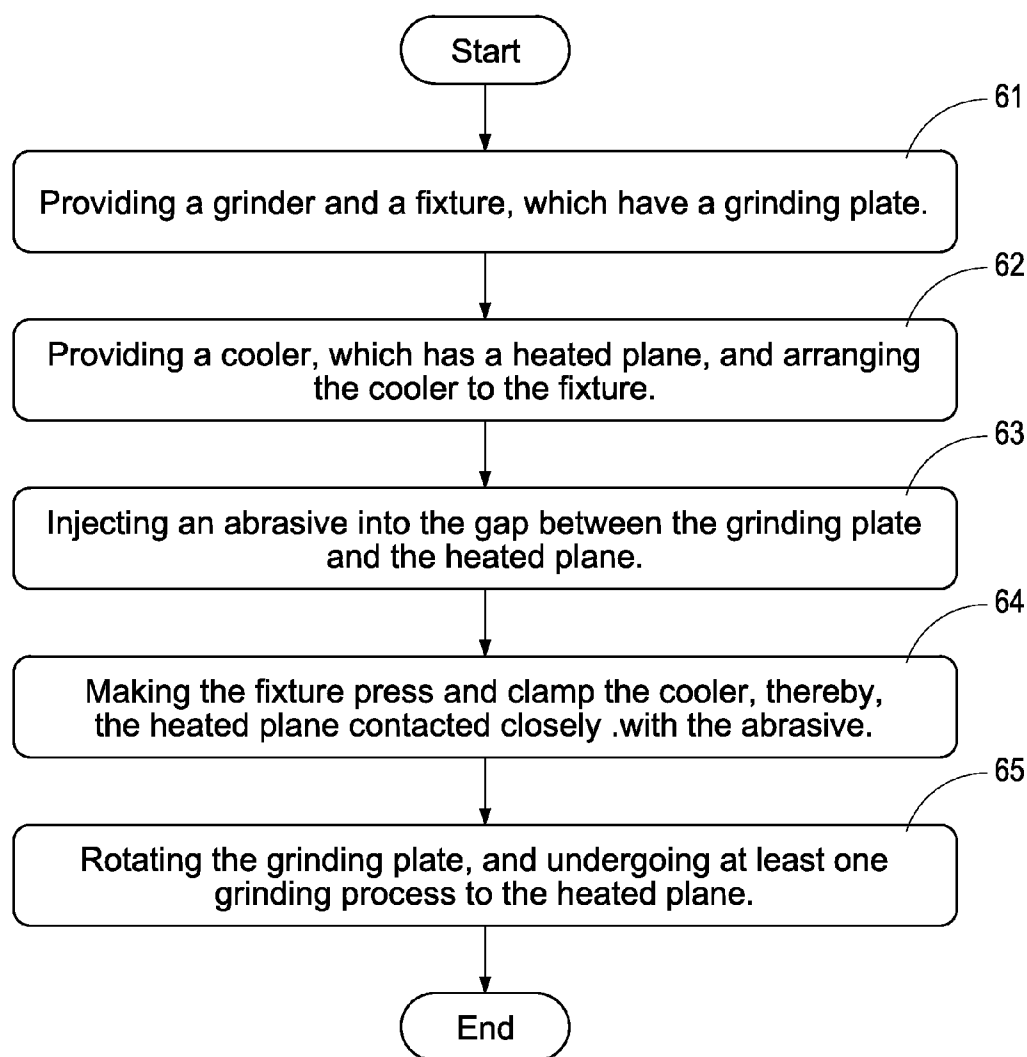 Start
61
Providing a grinder and a fixture, which have a grinding plate.
62
Providing a cooler, which has a heated plane, and arranging
the cooler to the fixture.
63
Injecting an abrasive into the gap between the grinding plate
and the heated plane.
64
Making the fixture press and clamp the cooler, thereby,
the heated plane contacted closely .with the abrasive.
65
Rotating the grinding plate, and undergoing at least one
grinding process to the heated plane.
End